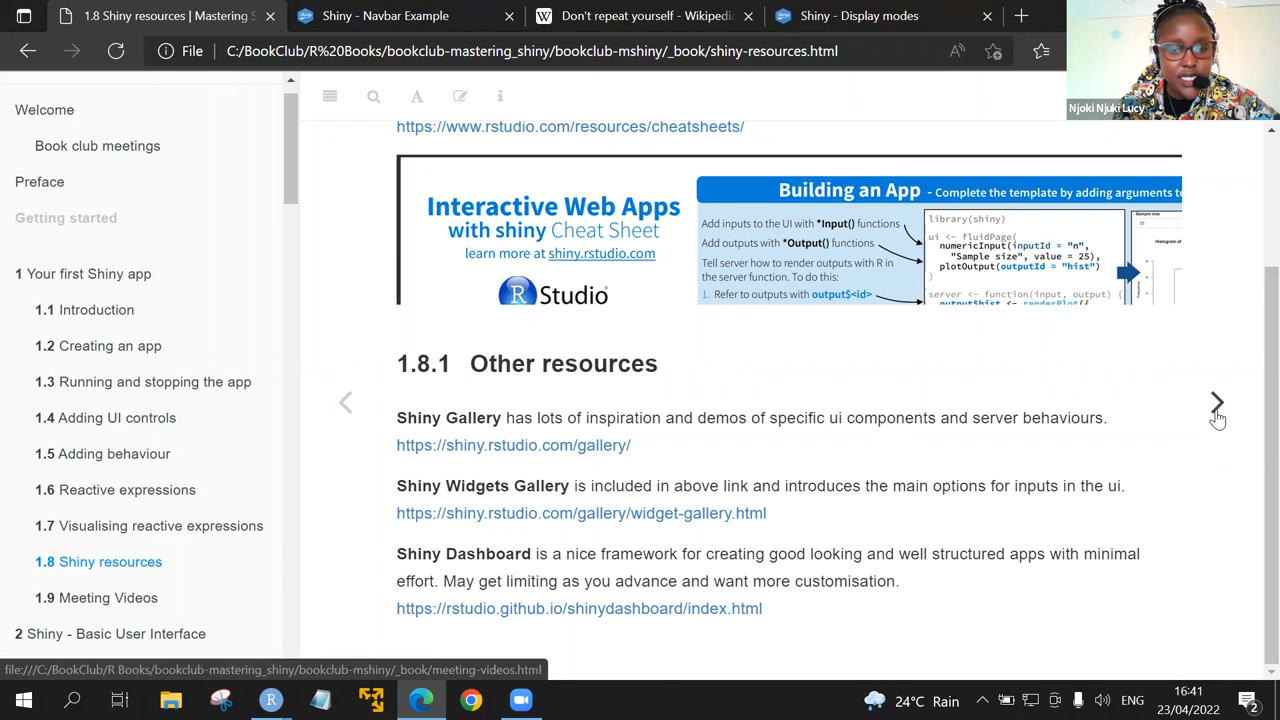 1.8 Shiny resources | Mastering S
Shiny - Navbar Example
Don't repeat yourself - Wikipedi
Shiny - Display modes
File
C:/BookClub/R%20Books/bookclub-mastering_shiny/bookclub-mshiny/_book/shiny-resources.html
Njoki Njuki Lucy
Welcome
Book club meetings
Preface
Getting started
1 Your first Shiny app
1.1 Introduction
1.2 Creating an app
1.3 Running and stopping the app
1.4 Adding UI controls
1.5 Adding behaviour
1.6 Reactive expressions
1.7 Visualising reactive expressions
1.8 Shiny resources
1.9 Meeting Videos
2 Shiny - Basic User Interface
https://www.rstudio.com/resources/cheatsheets/
Interactive Web Apps
with shiny Cheat Sheet
learn more at shiny.rstudio.com
R Studio
Building an App - Complete the template by adding arguments to
Add inputs to the UI with *Input() functions
Add outputs with *Output() functions
Tell server how to render outputs with R in
the server function. To do this:
1. Refer to outputs with output$<id>
library(shiny)
ui <- fluidPage(
numericInput(inputId = "n",
"Sample size", value = 25),
plotOutput(outputId = "hist")
)
server <- function(input, output) {
output$hist <- renderPlot({
Sample size
Histogram of
1.8.1 Other resources
Shiny Gallery has lots of inspiration and demos of specific ui components and server behaviours.
https://shiny.rstudio.com/gallery/
Shiny Widgets Gallery is included in above link and introduces the main options for inputs in the ui.
https://shiny.rstudio.com/gallery/widget-gallery.html
Shiny Dashboard is a nice framework for creating good looking and well structured apps with minimal
effort. May get limiting as you advance and want more customisation.
https://rstudio.github.io/shinydashboard/index.html
file:///C:/BookClub/R Books/bookclub-mastering_shiny/bookclub-mshiny/_book/meeting-videos.html
24°C Rain
ENG
16:41
23/04/2022
2